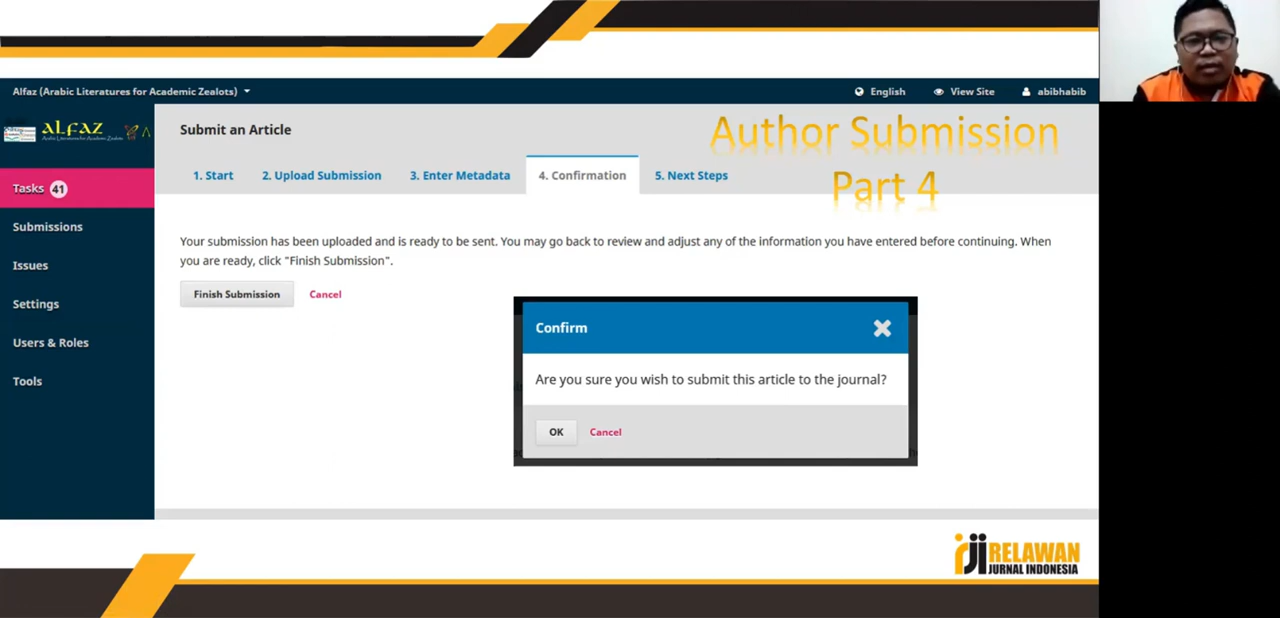 Alfaz (Arabic Literatures for Academic Zealots)
English
View Site
abibhabib
ALFAZ
Submit an Article
Author Submission
Part 4
1. Start
2. Upload Submission
3. Enter Metadata
4. Confirmation
5. Next Steps
Tasks 41
Submissions
Issues
Settings
Users & Roles
Tools
Your submission has been uploaded and is ready to be sent. You may go back to review and adjust any of the information you have entered before continuing. When
you are ready, click "Finish Submission".
Finish Submission
Cancel
Confirm
Are you sure you wish to submit this article to the journal?
OK
Cancel
RELAWAN
JURNAL INDONESIA